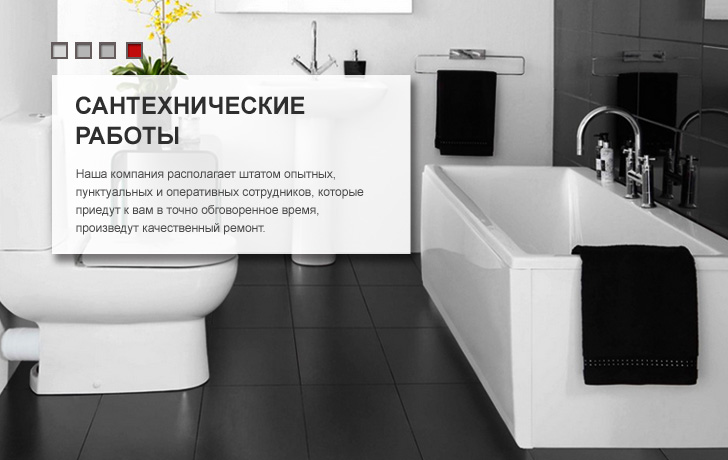 САНТЕХНИЧЕСКИЕ
РАБОТЫ
Наша компания располагает штатом опытных,
пунктуальных и оперативных сотрудников, которые
приедут к вам в точно обговоренное время,
произведут качественный ремонт.